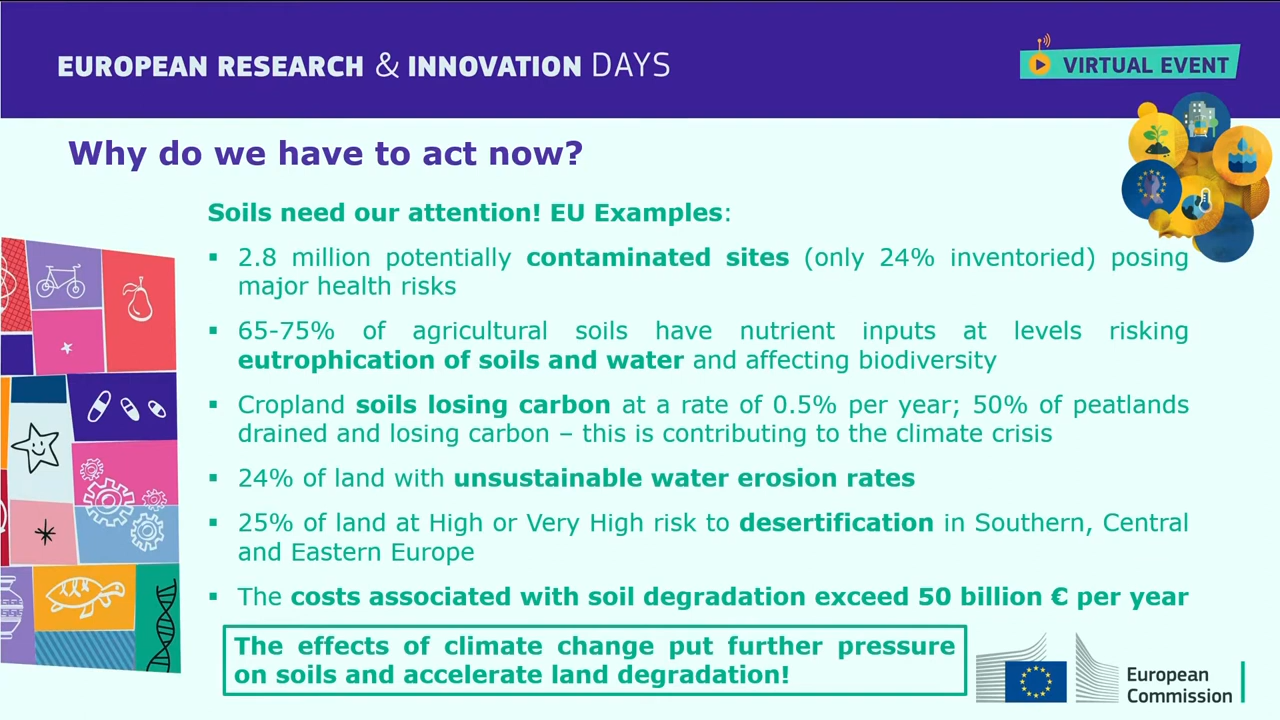 EUROPEAN RESEARCH & INNOVATION DAYS
VIRTUAL EVENT
Why do we have to act now?
Soils need our attention! EU Examples:
▪ 2.8 million potentially contaminated sites (only 24% inventoried) posing
major health risks
▪ 65-75% of agricultural soils have nutrient inputs at levels risking
eutrophication of soils and water and affecting biodiversity
▪ Cropland soils losing carbon at a rate of 0.5% per year; 50% of peatlands
drained and losing carbon – this is contributing to the climate crisis
▪ 24% of land with unsustainable water erosion rates
▪ 25% of land at High or Very High risk to desertification in Southern, Central
and Eastern Europe
▪ The costs associated with soil degradation exceed 50 billion € per year
The effects of climate change put further pressure
on soils and accelerate land degradation!
European
Commission